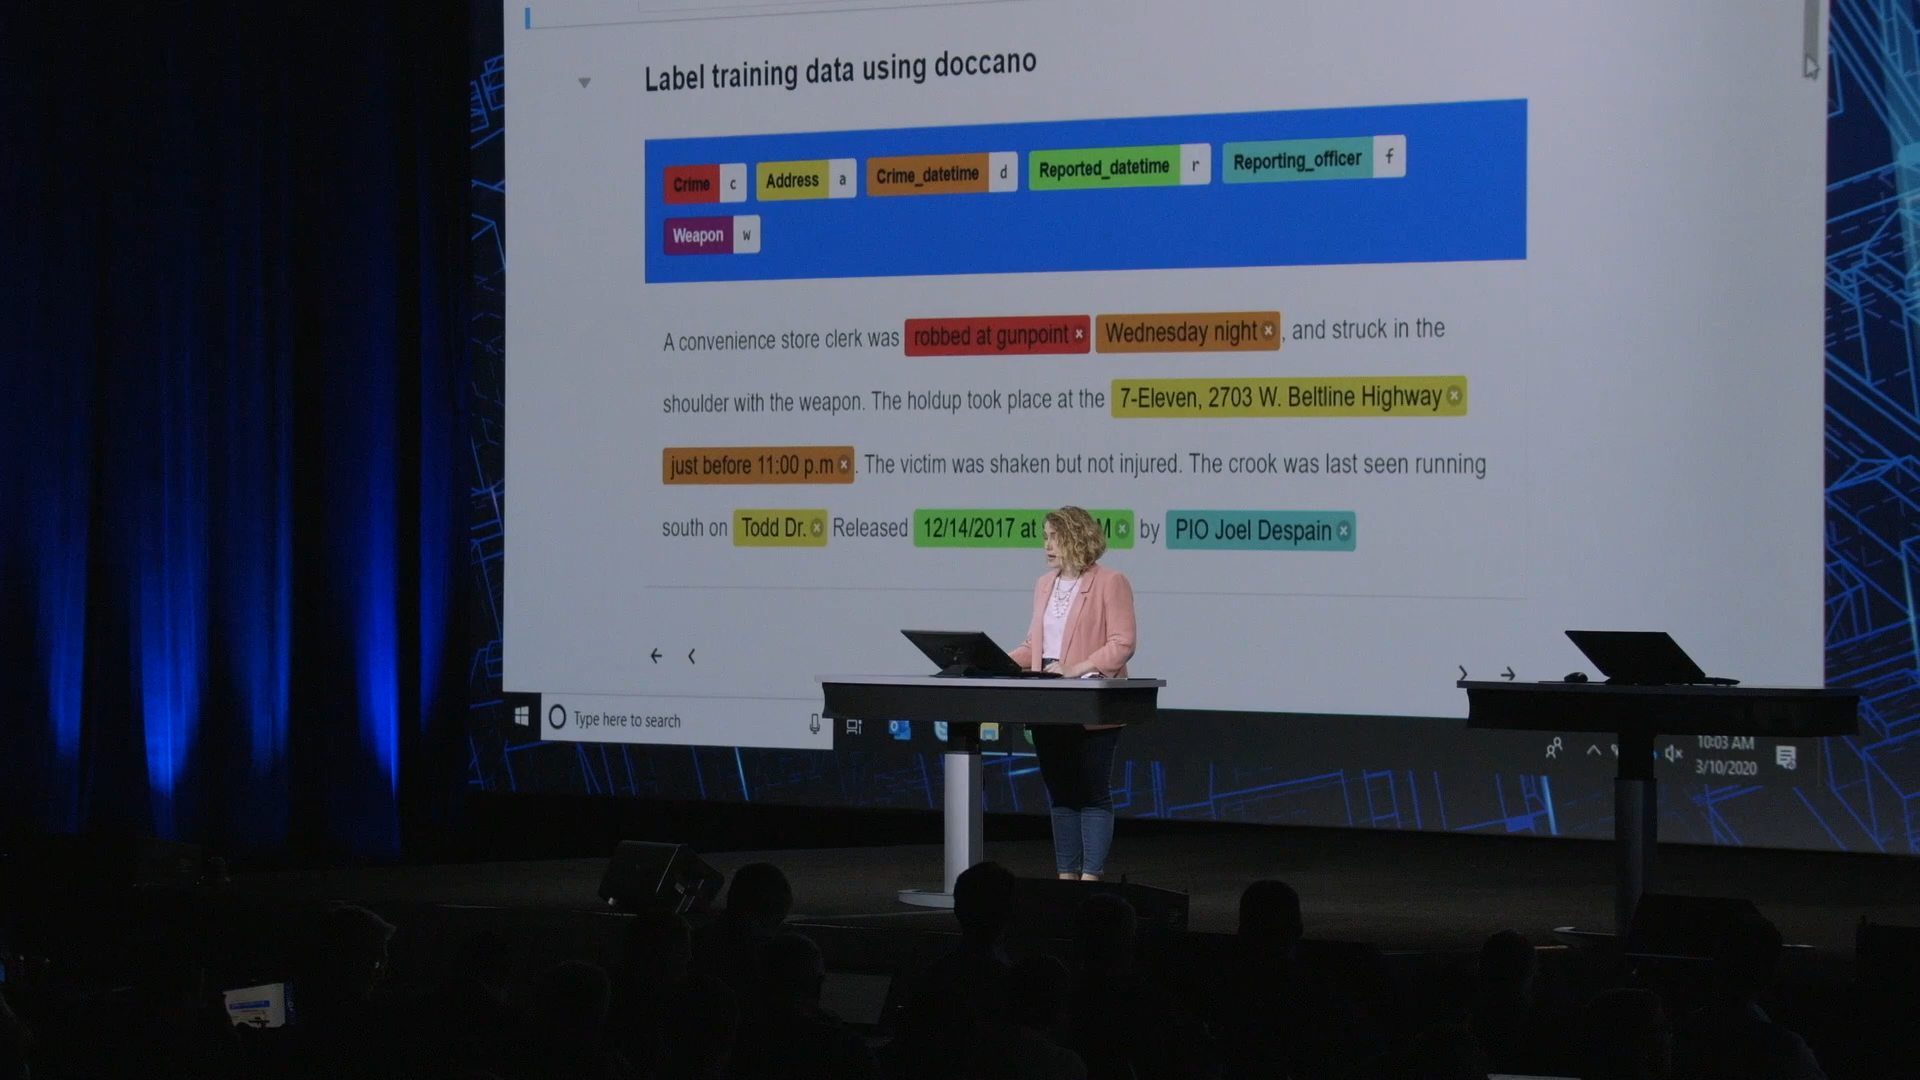 Label training data using doccano
Crime c Address a Crime_datetime d Reported_datetime r Reporting_officer f
Weapon w
A convenience store clerk was robbed at gunpoint × Wednesday night × , and struck in the
shoulder with the weapon. The holdup took place at the 7-Eleven, 2703 W. Beltline Highway ×
just before 11:00 p.m × . The victim was shaken but not injured. The crook was last seen running
south on Todd Dr. × Released 12/14/2017 at M × by PIO Joel Despain ×
Type here to search
10:03 AM
3/10/2020